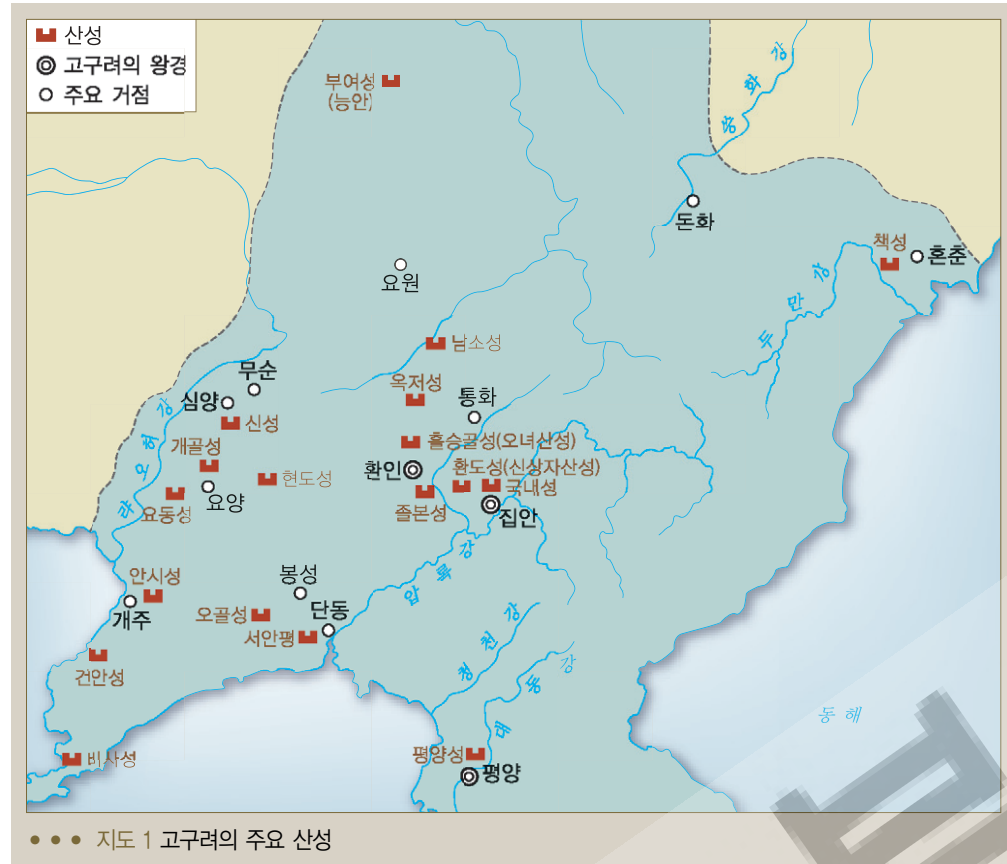 산성
고구려의 왕경
주요 거점
부여성
(능안)
송화강
돈화
책성
혼춘
두만강
요원
남소성
무순
심양
신성
옥저성
통화
랴오허강
개골성
현도성
흘승골성(오녀산성)
환인
환도성(신상자산성)
국내성
요동성
요양
졸본성
집안
압록강
안시성
개주
봉성
오골성
단동
서안평
건안성
청천강
대동강
동해
비사성
평양성
평양
••• 지도 1 고구려의 주요 산성